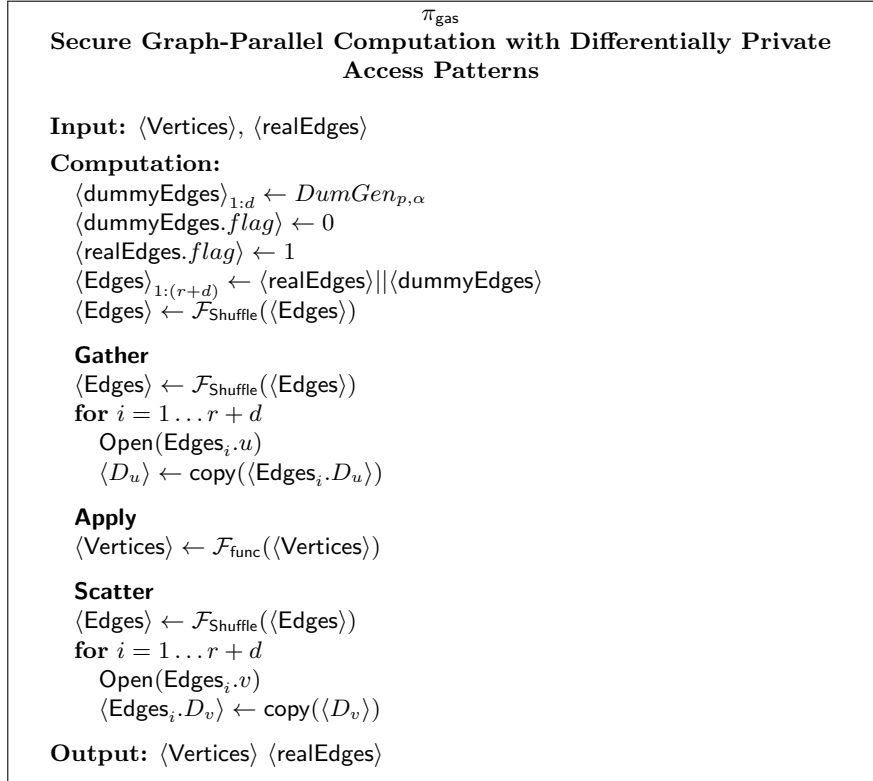 π_gas
Secure Graph-Parallel Computation with Differentially Private
Access Patterns
Input: ⟨Vertices⟩, ⟨realEdges⟩
Computation:
⟨dummyEdges⟩_{1:d} ← DumGen_{p,α}
⟨dummyEdges.flag⟩ ← 0
⟨realEdges.flag⟩ ← 1
⟨Edges⟩_{1:(r+d)} ← ⟨realEdges⟩||⟨dummyEdges⟩
⟨Edges⟩ ← F_Shuffle(⟨Edges⟩)
Gather
⟨Edges⟩ ← F_Shuffle(⟨Edges⟩)
for i = 1 … r + d
Open(Edges_i.u)
⟨D_u⟩ ← copy(⟨Edges_i.D_u⟩)
Apply
⟨Vertices⟩ ← F_func(⟨Vertices⟩)
Scatter
⟨Edges⟩ ← F_Shuffle(⟨Edges⟩)
for i = 1 … r + d
Open(Edges_i.v)
⟨Edges_i.D_v⟩ ← copy(⟨D_v⟩)
Output: ⟨Vertices⟩ ⟨realEdges⟩